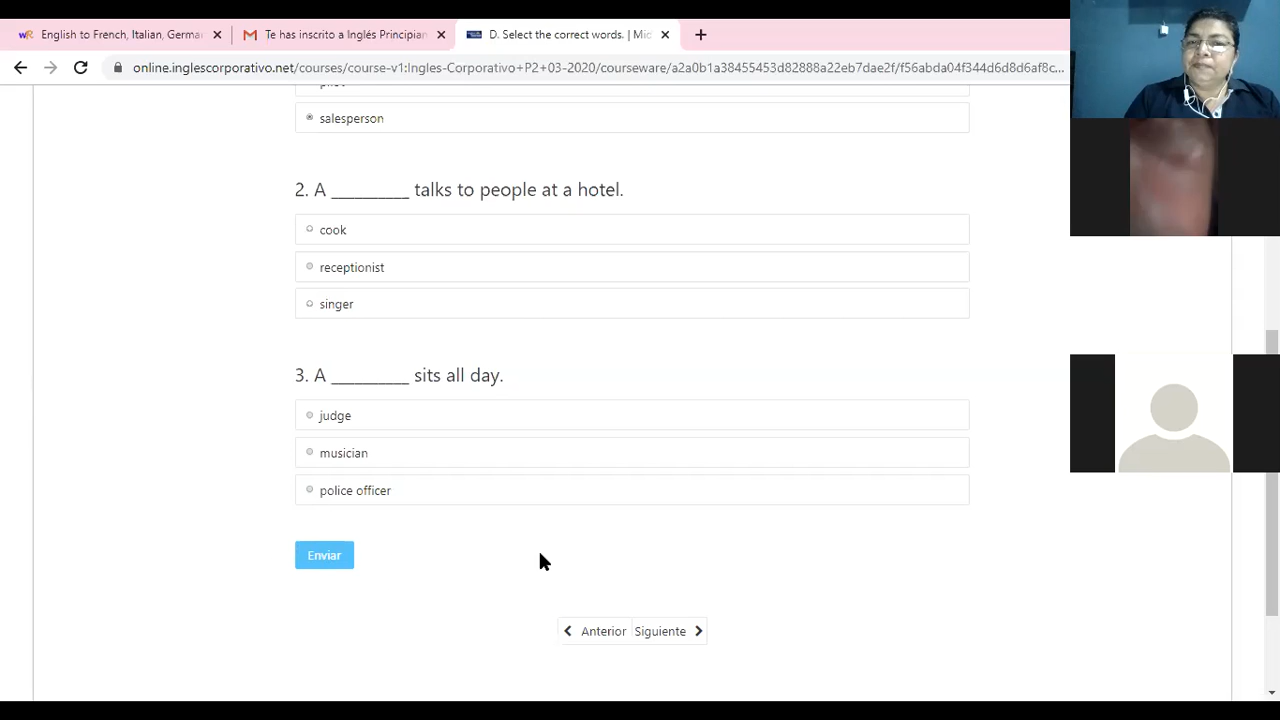 English to French, Italian, Germa
Te has inscrito a Inglés Principian
D. Select the correct words. | Mic
online.inglescorporativo.net/courses/course-v1:Ingles-Corporativo+P2+03-2020/courseware/a2a0b1a38455453d82888a22eb7dae2f/f56abda04f344d6d8d6af8c...
salesperson
2. A __________ talks to people at a hotel.
cook
receptionist
singer
3. A __________ sits all day.
judge
musician
police officer
Enviar
Anterior Siguiente